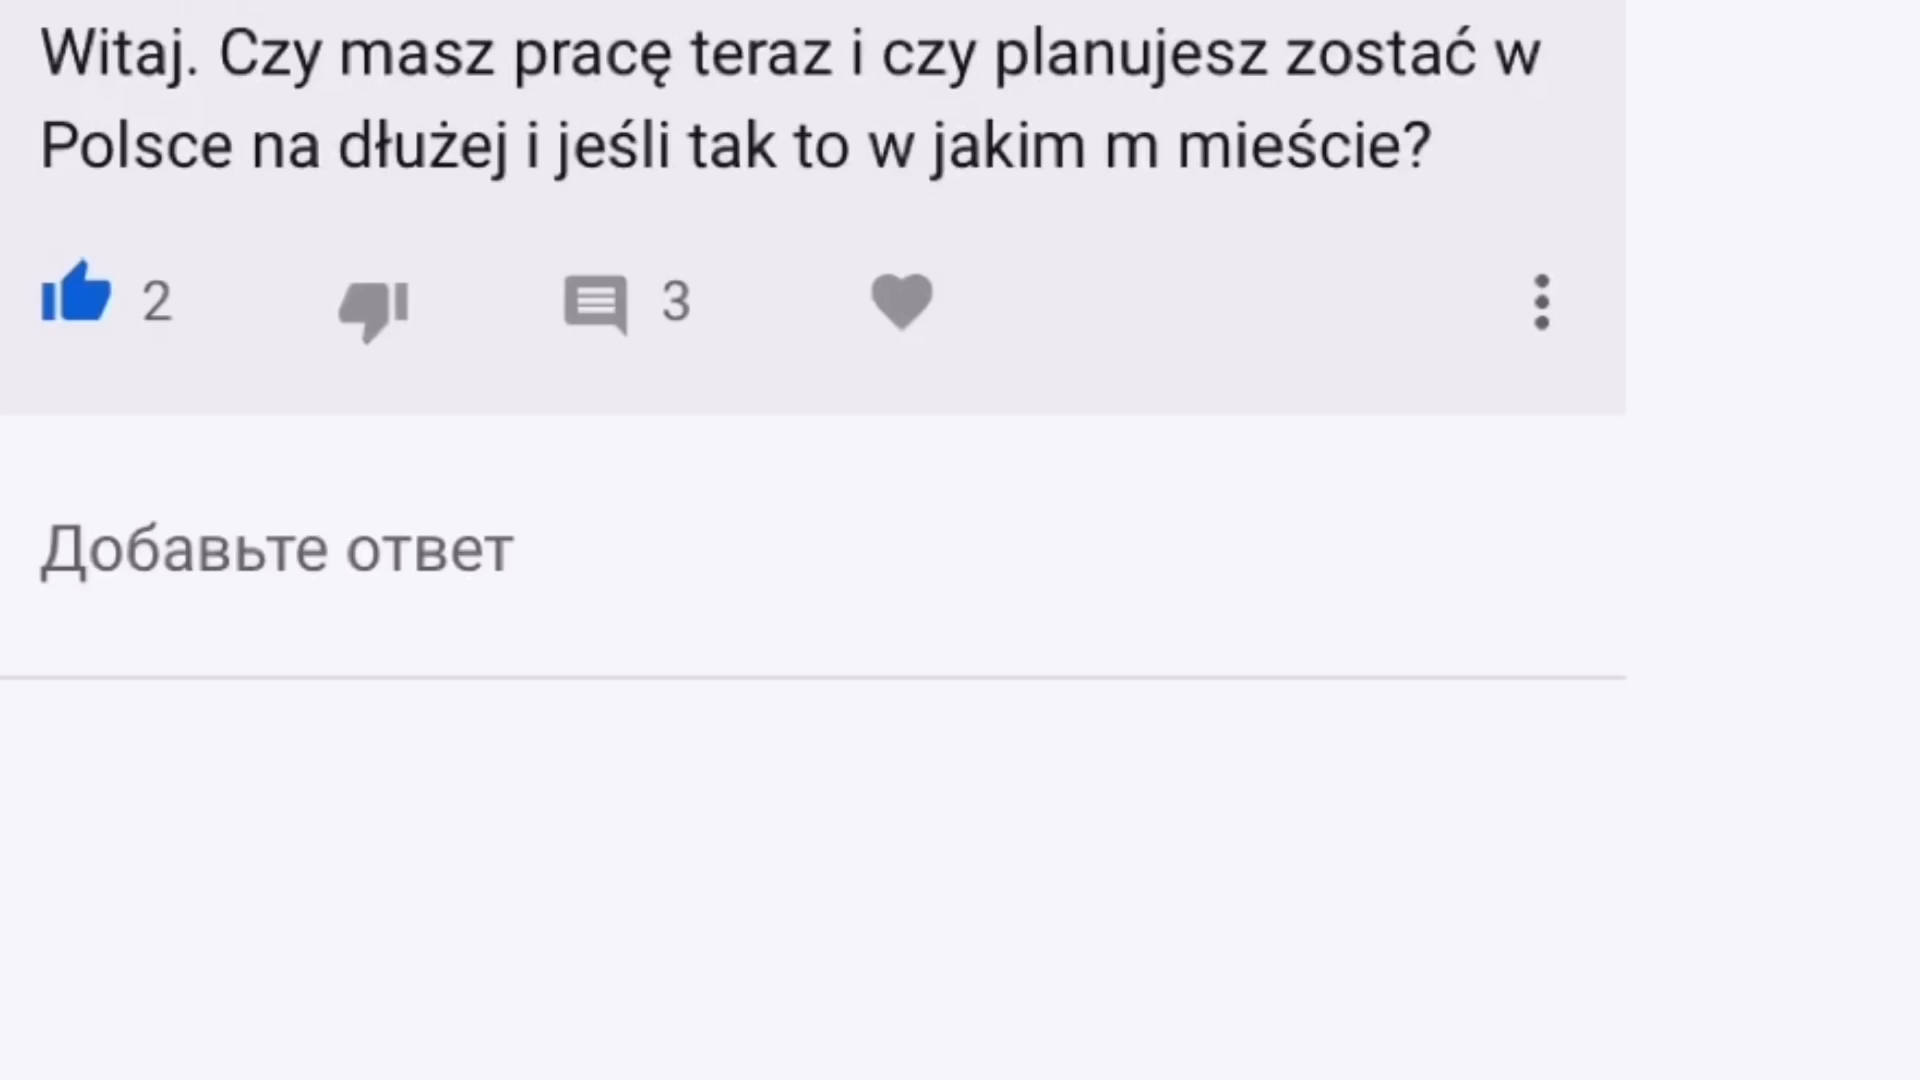 Witaj. Czy masz pracę teraz i czy planujesz zostać w
Polsce na dłużej i jeśli tak to w jakim m mieście?
2 3
Добавьте ответ